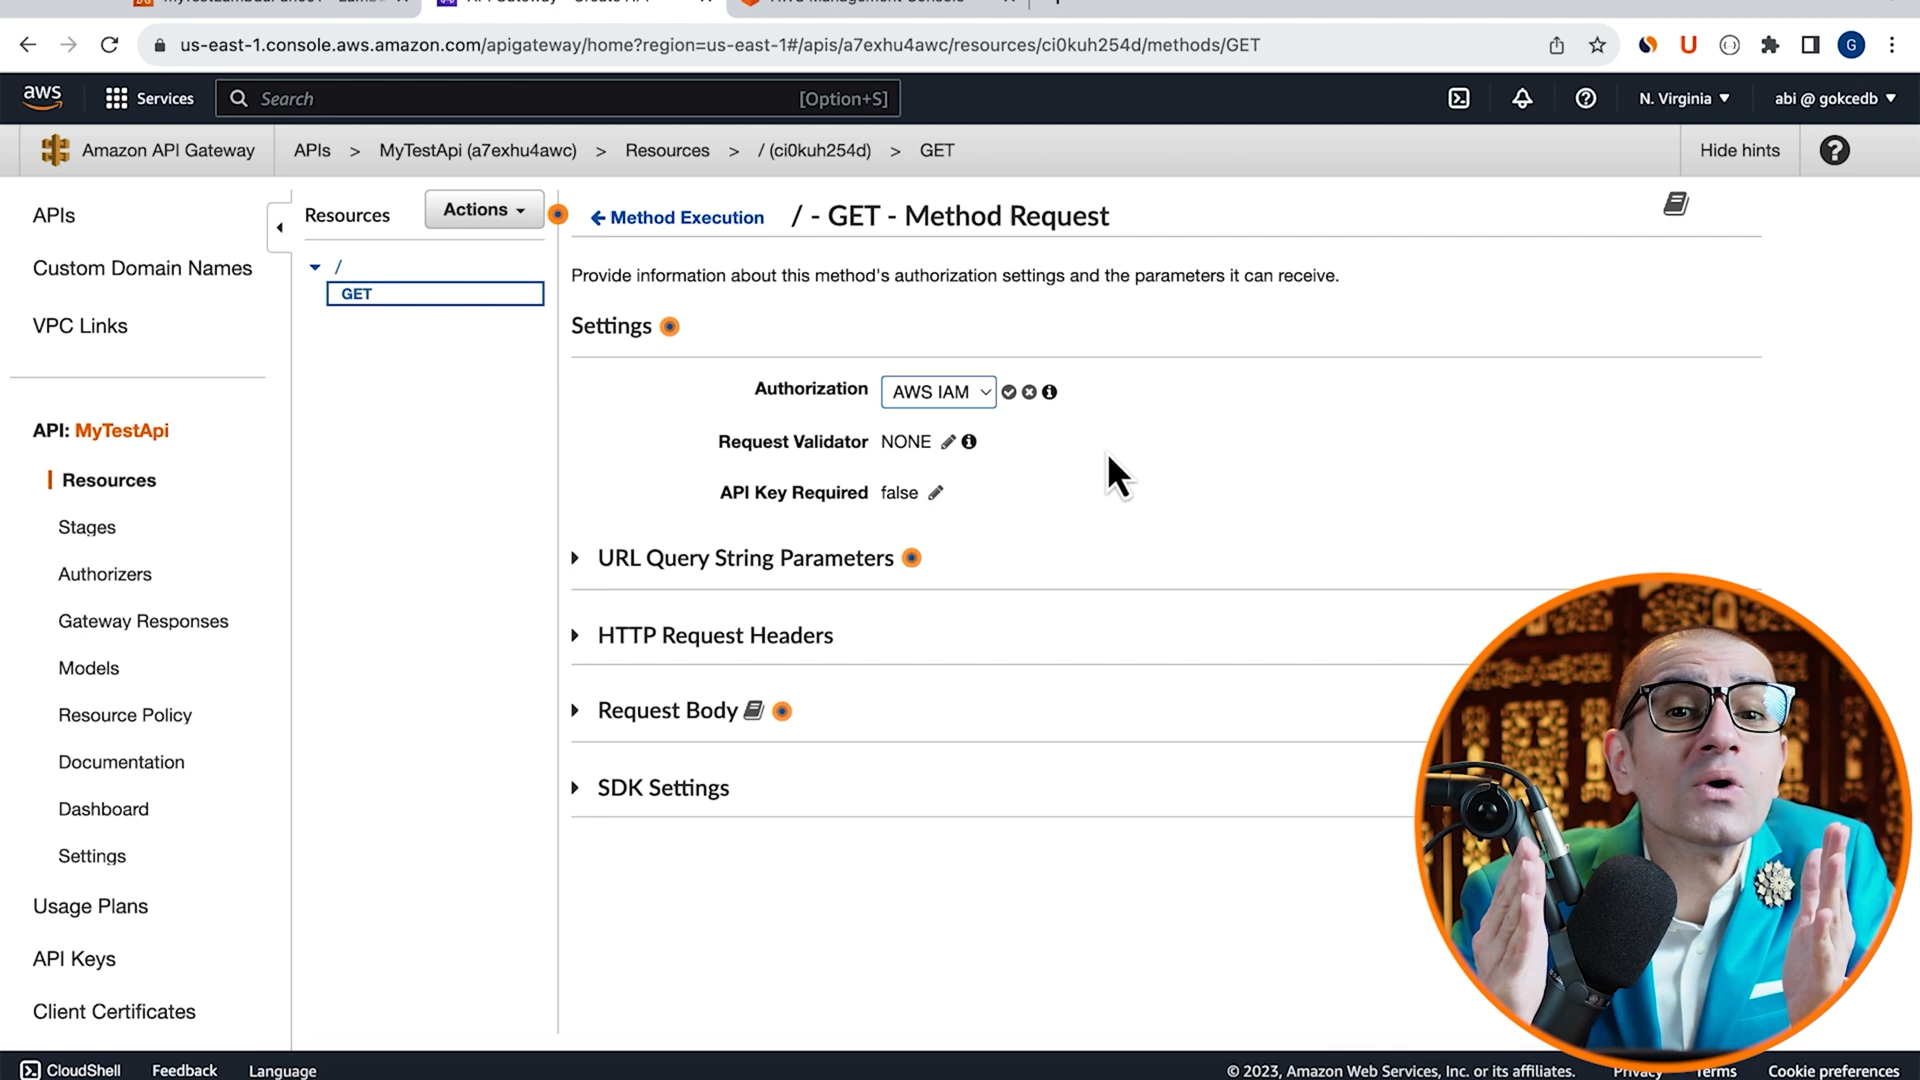 us-east-1.console.aws.amazon.com/apigateway/home?region=us-east-1#/apis/a7exhu4awc/resources/ci0kuh254d/methods/GET
G
aws
Services
Search
[Option+S]
N. Virginia
abi @ gokcedb
Amazon API Gateway
APIs > MyTestApi (a7exhu4awc) > Resources > / (ci0kuh254d) > GET
Hide hints
APIs
Custom Domain Names
VPC Links
API: MyTestApi
Resources
Stages
Authorizers
Gateway Responses
Models
Resource Policy
Documentation
Dashboard
Settings
Usage Plans
API Keys
Client Certificates
Resources
Actions
/
GET
Method Execution
/ - GET - Method Request
Provide information about this method's authorization settings and the parameters it can receive.
Settings
Authorization AWS IAM
Request Validator NONE
API Key Required false
URL Query String Parameters
HTTP Request Headers
Request Body
SDK Settings
CloudShell
Feedback
Language
© 2023, Amazon Web Services, Inc. or its affiliates.
Privacy
Terms
Cookie preferences